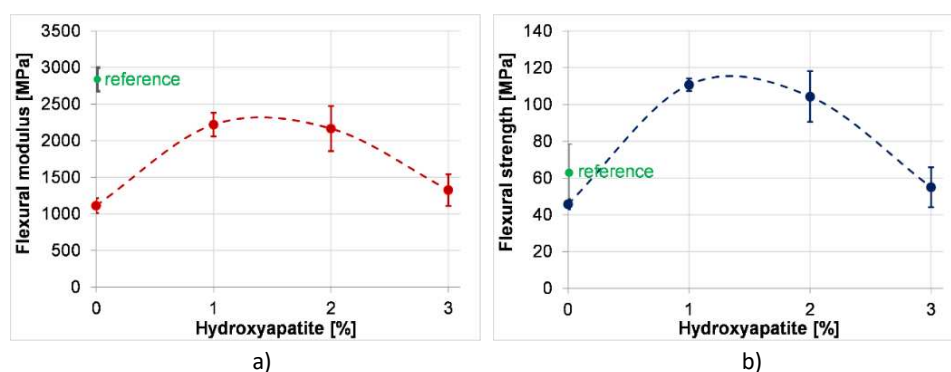 Flexural modulus [MPa]
3500
3000
2500
2000
1500
1000
500
0
reference
0 1 2 3
Hydroxyapatite [%]
a)
Flexural strength [MPa]
140
120
100
80
60
40
20
0
reference
0 1 2 3
Hydroxyapatite [%]
b)